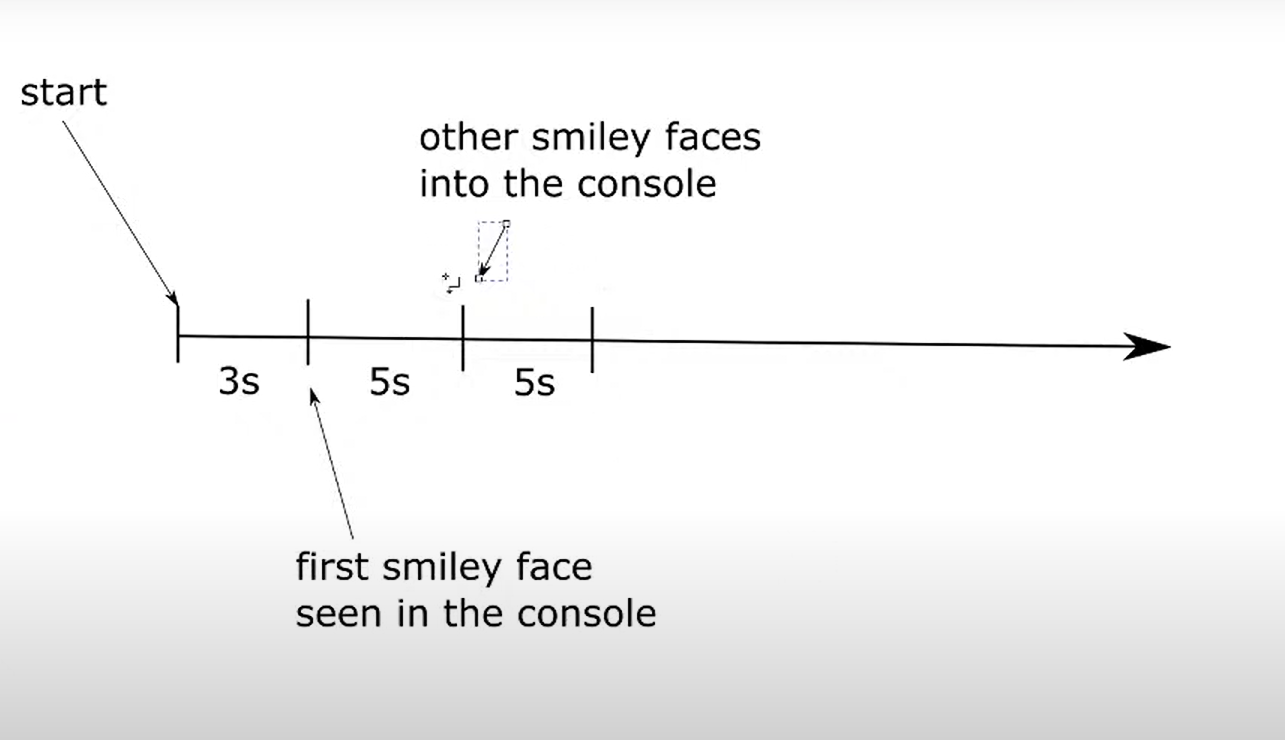 start
other smiley faces
into the console
3s
5s
5s
first smiley face
seen in the console